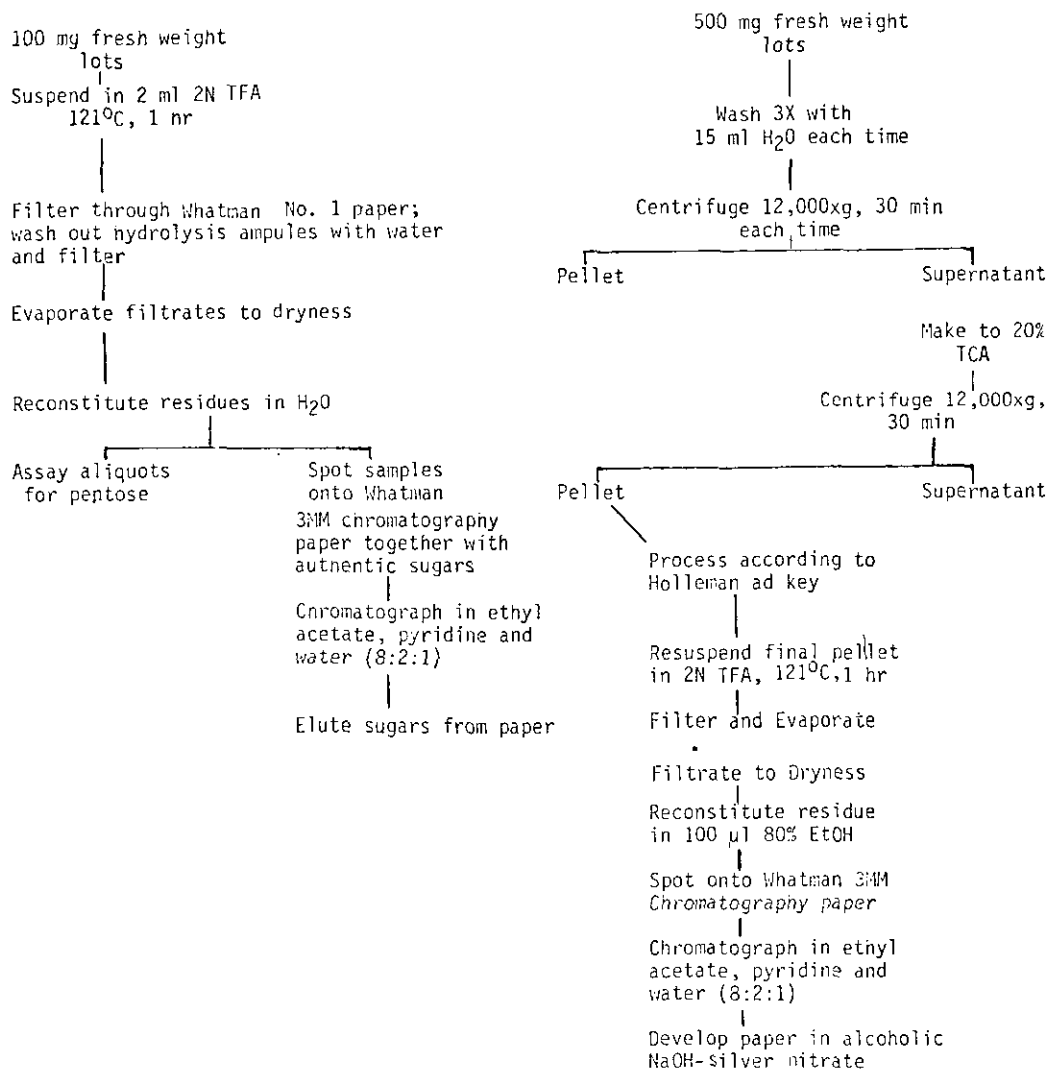 100 mg fresh weight
lots
Suspend in 2 ml 2N TFA
121⁰C, 1 nr
Filter through Whatman No. 1 paper;
wash out hydrolysis ampules with water
and filter
Evaporate filtrates to dryness
Reconstitute residues in H₂O
Assay aliquots
for pentose
Spot samples
onto Whatman
3MM chromatography
paper together with
autnentic sugars
Cnromatograph in ethyl
acetate, pyridine and
water (8:2:1)
Elute sugars from paper
500 mg fresh weight
lots
Wash 3X with
15 ml H₂O each time
Centrifuge 12,000xg, 30 min
each time
Pellet
Supernatant
Make to 20%
TCA
Centrifuge 12,000xg,
30 min
Pellet
Supernatant
Process according to
Holleman ad key
Resuspend final pellet
in 2N TFA, 121⁰C,1 hr
Filter and Evaporate
Filtrate to Dryness
Reconstitute residue
in 100 µl 80% EtOH
Spot onto Whatman 3MM
Chromatography paper
Chromatograph in ethyl
acetate, pyridine and
water (8:2:1)
Develop paper in alcoholic
NaOH-silver nitrate